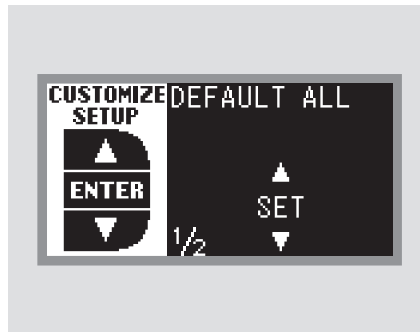 CUSTOMIZE
SETUP
ENTER
DEFAULT ALL
SET
1/2